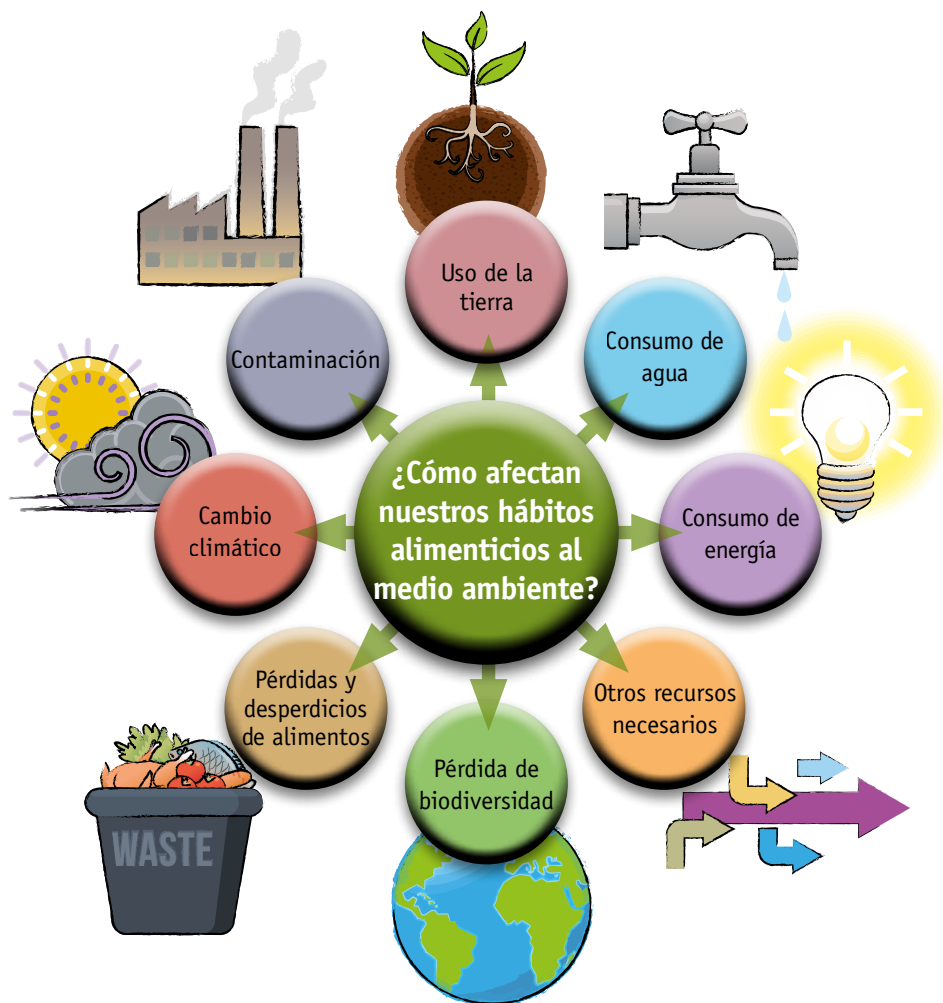 Uso de la
tierra
Consumo de
agua
Contaminación
¿Cómo afectan
nuestros hábitos
alimenticios al
medio ambiente?
Cambio
climático
Consumo de
energía
Pérdidas y
desperdicios
de alimentos
Otros recursos
necesarios
Pérdida de
biodiversidad
WASTE